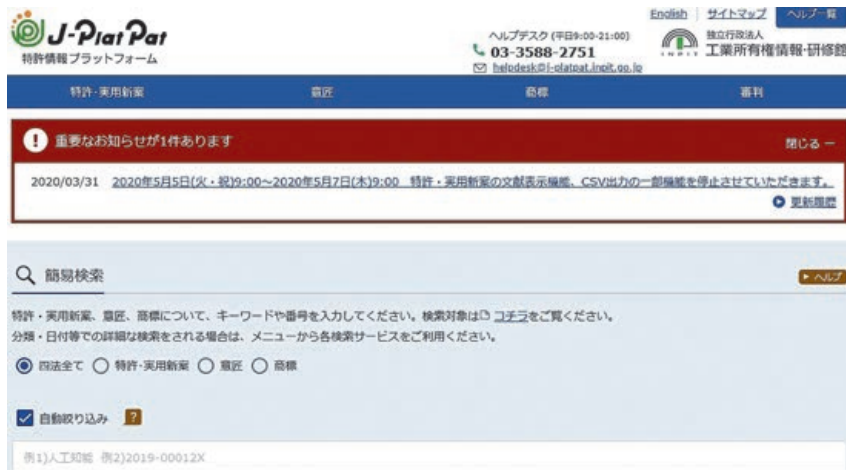 English サイトマップ ヘルプ一覧
J-PlatPat
特許情報プラットフォーム
ヘルプデスク (平日9:00-21:00)
03-3588-2751
helpdesk@j-platpat.inpit.go.jp
INPIT
独立行政法人
工業所有権情報・研修館
特許・実用新案 意匠 商標 審判
! 重要なお知らせが1件あります 閉じる ー
2020/03/31 2020年5月5日(火・祝)9:00～2020年5月7日(木)9:00 特許・実用新案の文献表示機能、CSV出力の一部機能を停止させていただきます。
更新履歴
簡易検索 ヘルプ
特許・実用新案、意匠、商標について、キーワードや番号を入力してください。検索対象は コチラをご覧ください。
分類・日付等での詳細な検索をされる場合は、メニューから各検索サービスをご利用ください。
四法全て 特許・実用新案 意匠 商標
自動絞り込み ?
例1)人工知能 例2)2019-00012X